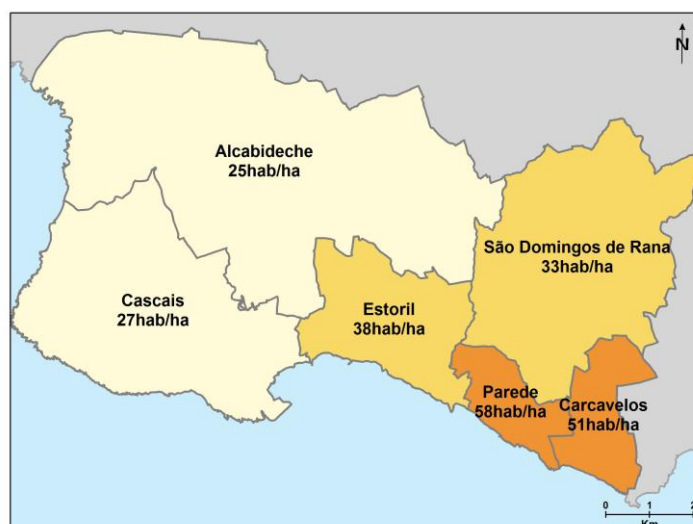 N
Alcabideche
25hab/ha
São Domingos de Rana
33hab/ha
Cascais
27hab/ha
Estoril
38hab/ha
Parede
58hab/ha
Carcavelos
51hab/ha
0 1 2
Km